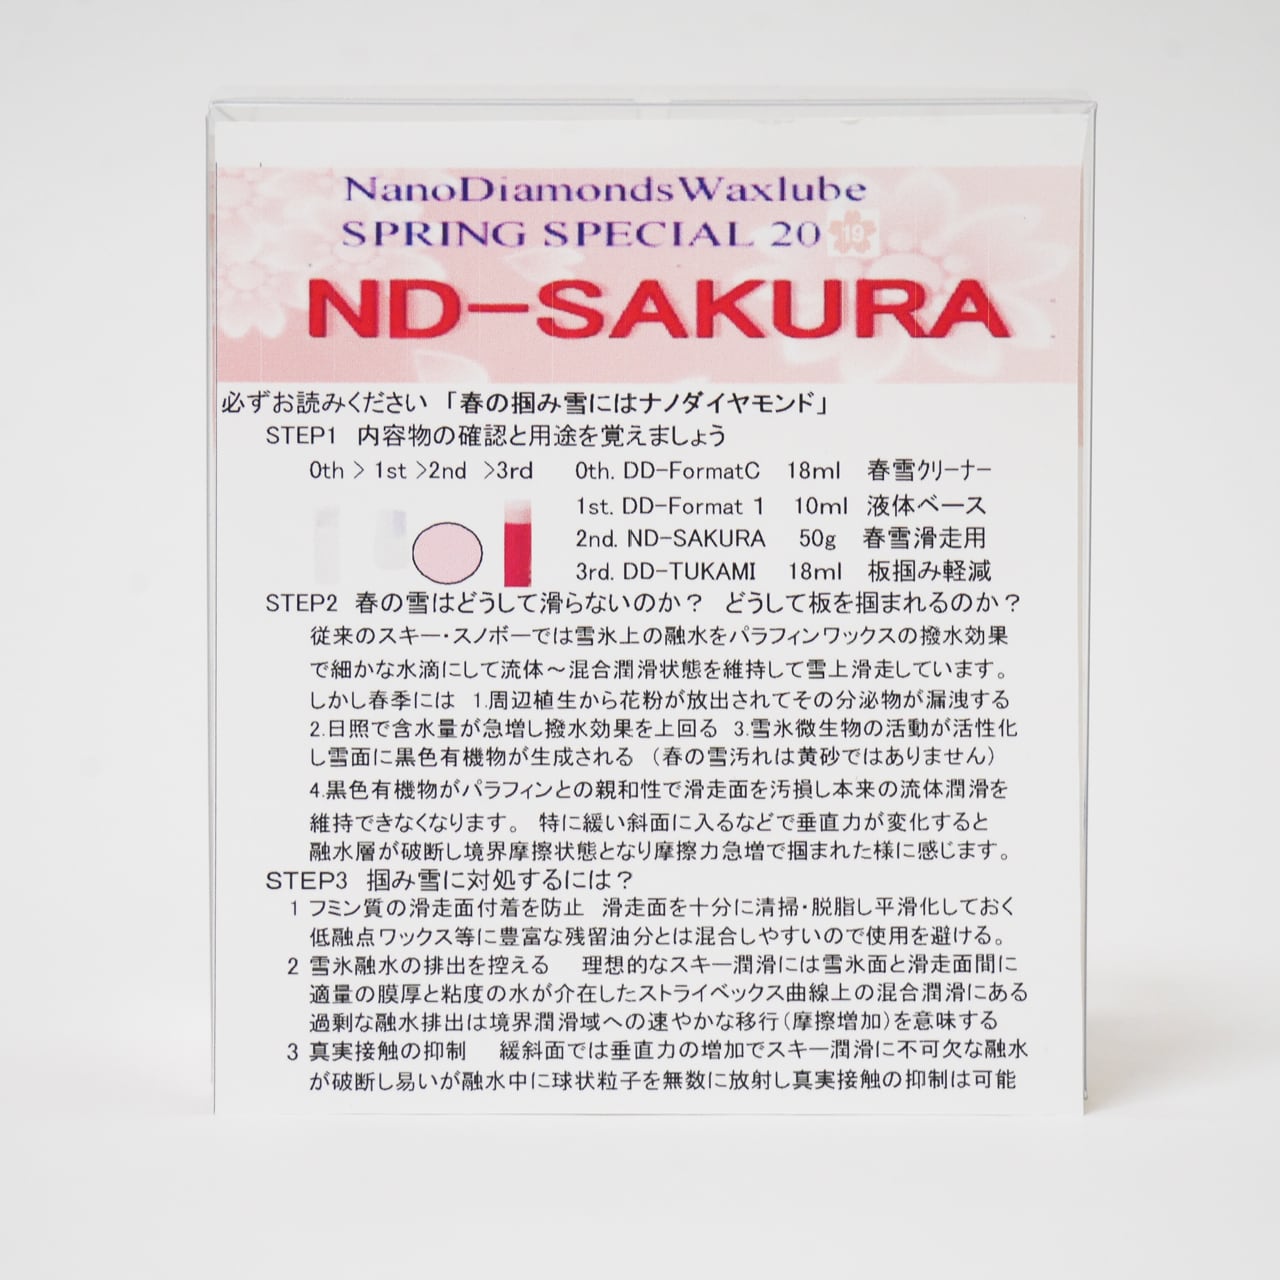 NanoDiamondsWaxlube
SPRING SPECIAL 2019
ND-SAKURA
必ずお読みください 「春の掴み雪にはナノダイヤモンド」
STEP1 内容物の確認と用途を覚えましょう
0th > 1st >2nd >3rd
0th. DD-FormatC 18ml 春雪クリーナー
1st. DD-Format 1 10ml 液体ベース
2nd. ND-SAKURA 50g 春雪滑走用
3rd. DD-TUKAMI 18ml 板掴み軽減
STEP2 春の雪はどうして滑らないのか？ どうして板を掴まれるのか？
従来のスキー・スノボーでは雪氷上の融水をパラフィンワックスの撥水効果
で細かな水滴にして流体～混合潤滑状態を維持して雪上滑走しています。
しかし春季には 1.周辺植生から花粉が放出されてその分泌物が漏洩する
2.日照で含水量が急増し撥水効果を上回る 3.雪氷微生物の活動が活性化
し雪面に黒色有機物が生成される （春の雪汚れは黄砂ではありません）
4.黒色有機物がパラフィンとの親和性で滑走面を汚損し本来の流体潤滑を
維持できなくなります。 特に緩い斜面に入るなどで垂直力が変化すると
融水層が破断し境界摩擦状態となり摩擦力急増で掴まれた様に感じます。
STEP3 掴み雪に対処するには？
1 フミン質の滑走面付着を防止 滑走面を十分に清掃・脱脂し平滑化しておく
低融点ワックス等に豊富な残留油分とは混合しやすいので使用を避ける。
2 雪氷融水の排出を控える 理想的なスキー潤滑には雪氷面と滑走面間に
適量の膜厚と粘度の水が介在したストライベックス曲線上の混合潤滑にある
過剰な融水排出は境界潤滑域への速やかな移行（摩擦増加）を意味する
3 真実接触の抑制 緩斜面では垂直力の増加でスキー潤滑に不可欠な融水
が破断し易いが融水中に球状粒子を無数に放射し真実接触の抑制は可能